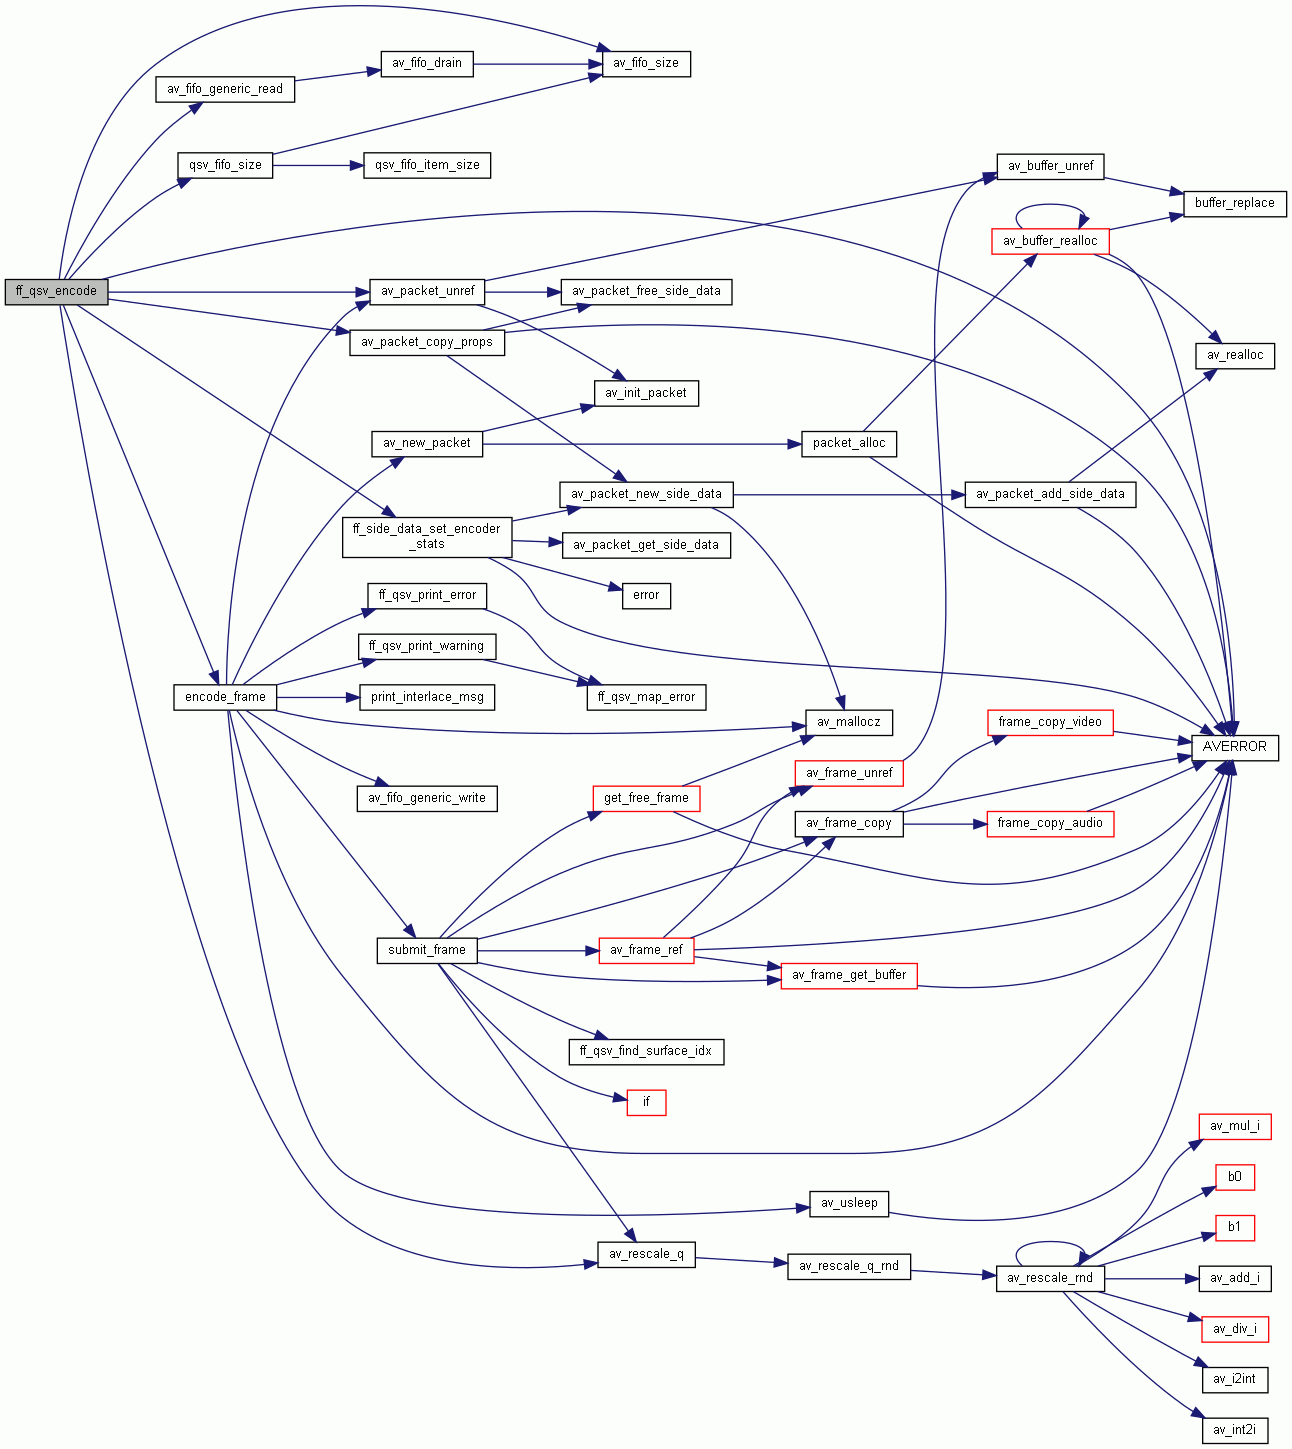 av_fifo_drain
av_fifo_size
av_fifo_generic_read
qsv_fifo_size
qsv_fifo_item_size
av_buffer_unref
buffer_replace
av_buffer_realloc
ff_qsv_encode
av_packet_unref
av_packet_free_side_data
av_packet_copy_props
av_realloc
av_init_packet
av_new_packet
packet_alloc
av_packet_new_side_data
av_packet_add_side_data
ff_side_data_set_encoder
_stats
av_packet_get_side_data
ff_qsv_print_error
error
ff_qsv_print_warning
encode_frame
print_interlace_msg
ff_qsv_map_error
av_mallocz
frame_copy_video
AVERROR
av_frame_unref
av_fifo_generic_write
get_free_frame
av_frame_copy
frame_copy_audio
submit_frame
av_frame_ref
av_frame_get_buffer
ff_qsv_find_surface_idx
if
av_mul_i
b0
av_usleep
b1
av_rescale_q
av_rescale_q_rnd
av_rescale_rnd
av_add_i
av_div_i
av_i2int
av_int2i